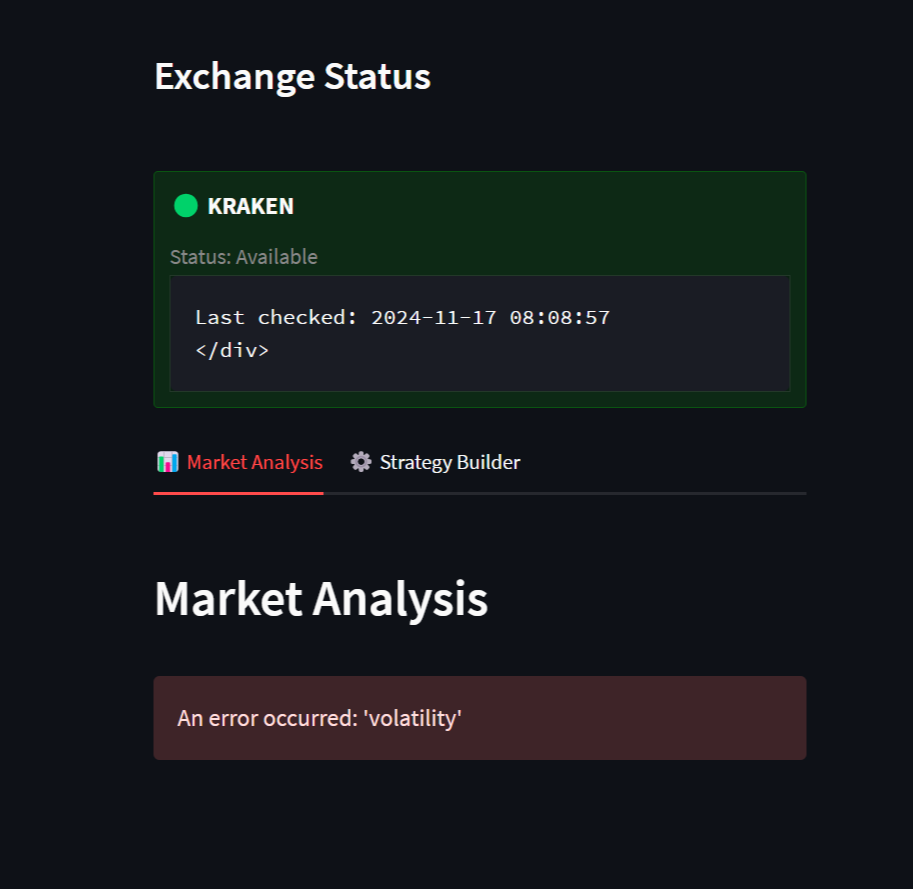 Exchange Status
KRAKEN
Status: Available
Last checked: 2024-11-17 08:08:57
</div>
Market Analysis
Strategy Builder
Market Analysis
An error occurred: 'volatility'